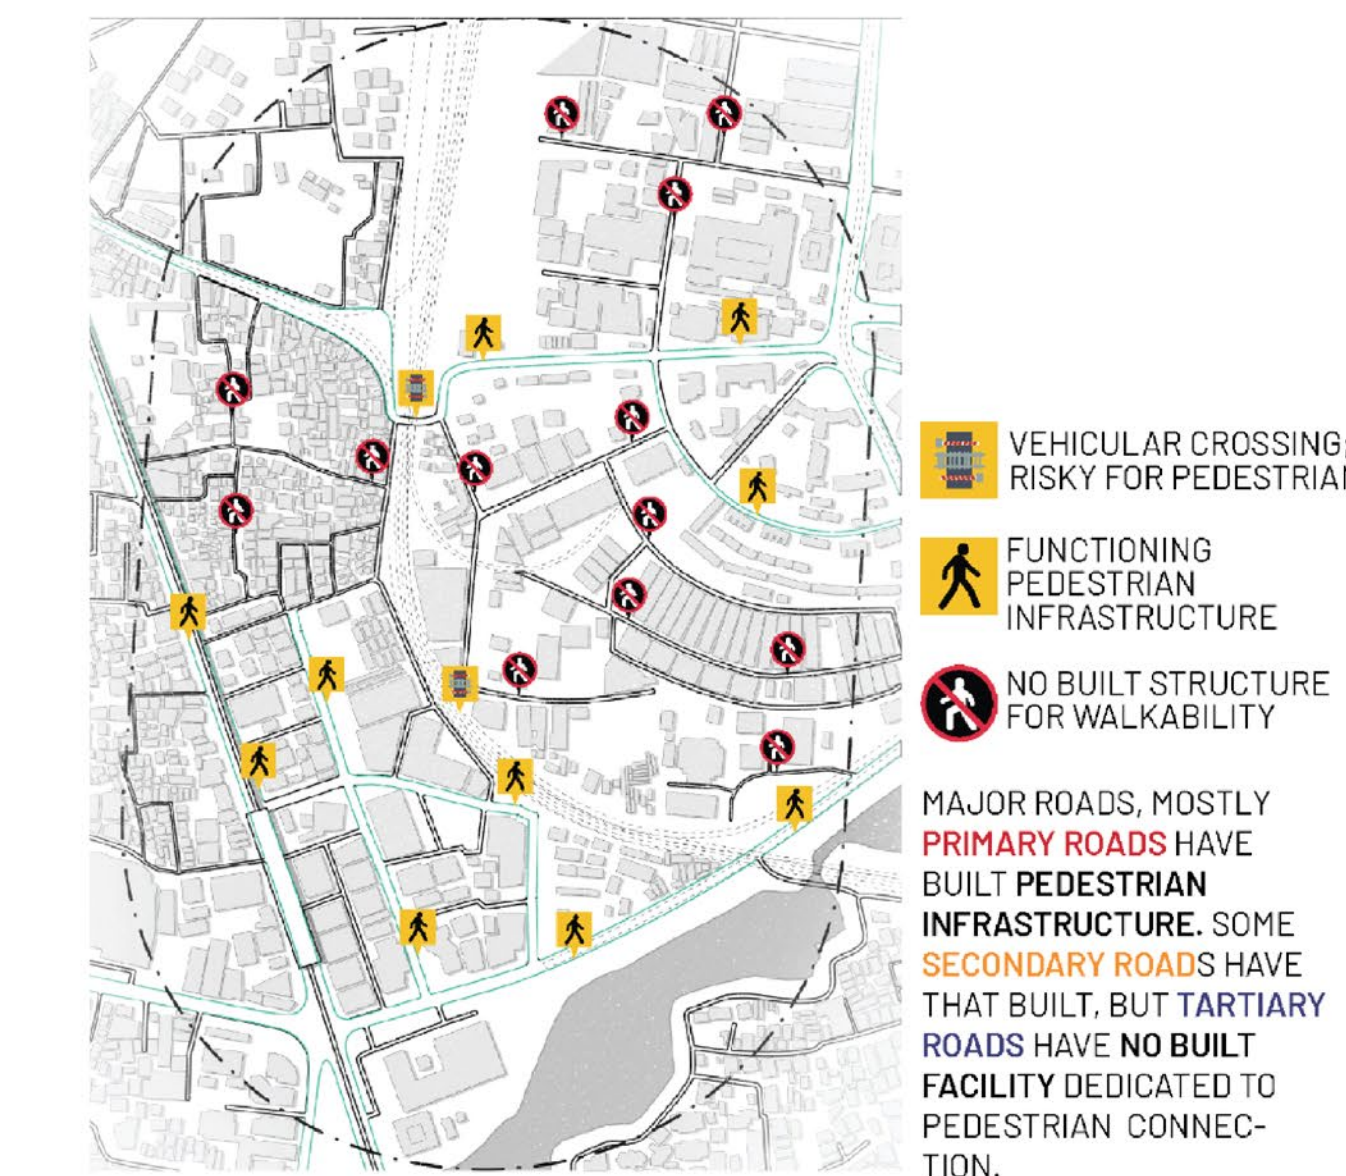 VEHICULAR CROSSING;
RISKY FOR PEDESTRIAN
FUNCTIONING
PEDESTRIAN
INFRASTRUCTURE
NO BUILT STRUCTURE
FOR WALKABILITY
MAJOR ROADS, MOSTLY
PRIMARY ROADS HAVE
BUILT PEDESTRIAN
INFRASTRUCTURE. SOME
SECONDARY ROADS HAVE
THAT BUILT, BUT TARTIARY
ROADS HAVE NO BUILT
FACILITY DEDICATED TO
PEDESTRIAN CONNEC-
TION.